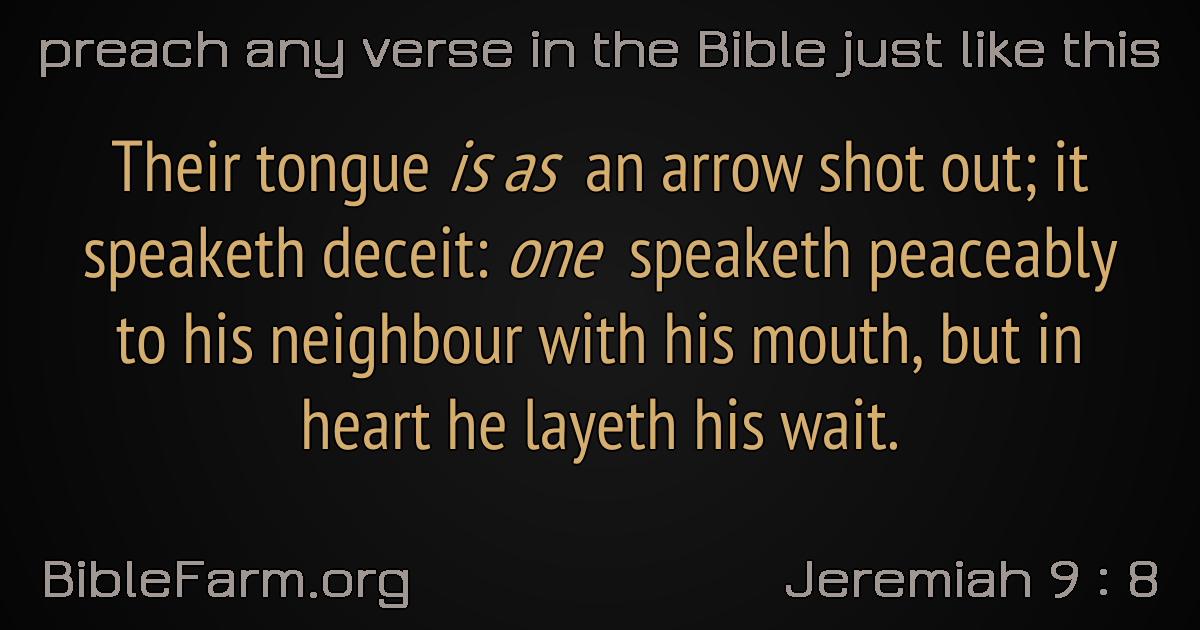 preach any verse in the Bible just like this
Their tongue is as an arrow shot out; it
speaketh deceit: one speaketh peaceably
to his neighbour with his mouth, but in
heart he layeth his wait.
BibleFarm.org
Jeremiah 9 : 8